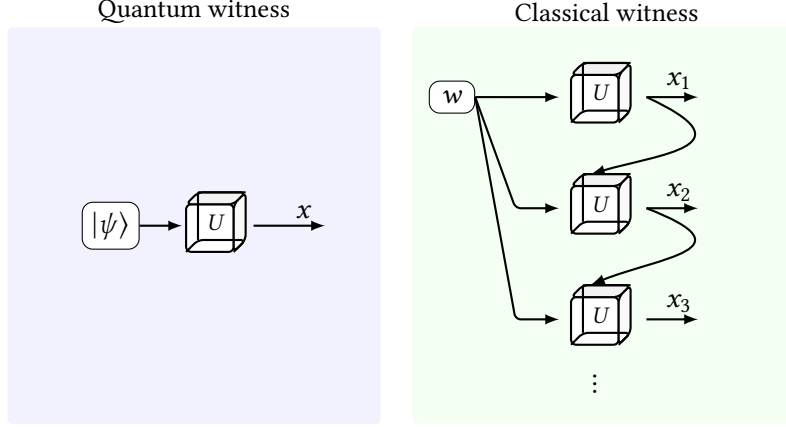 Quantum witness
|ψ⟩
U
x
Classical witness
w
U
x₁
U
x₂
U
x₃
⋮